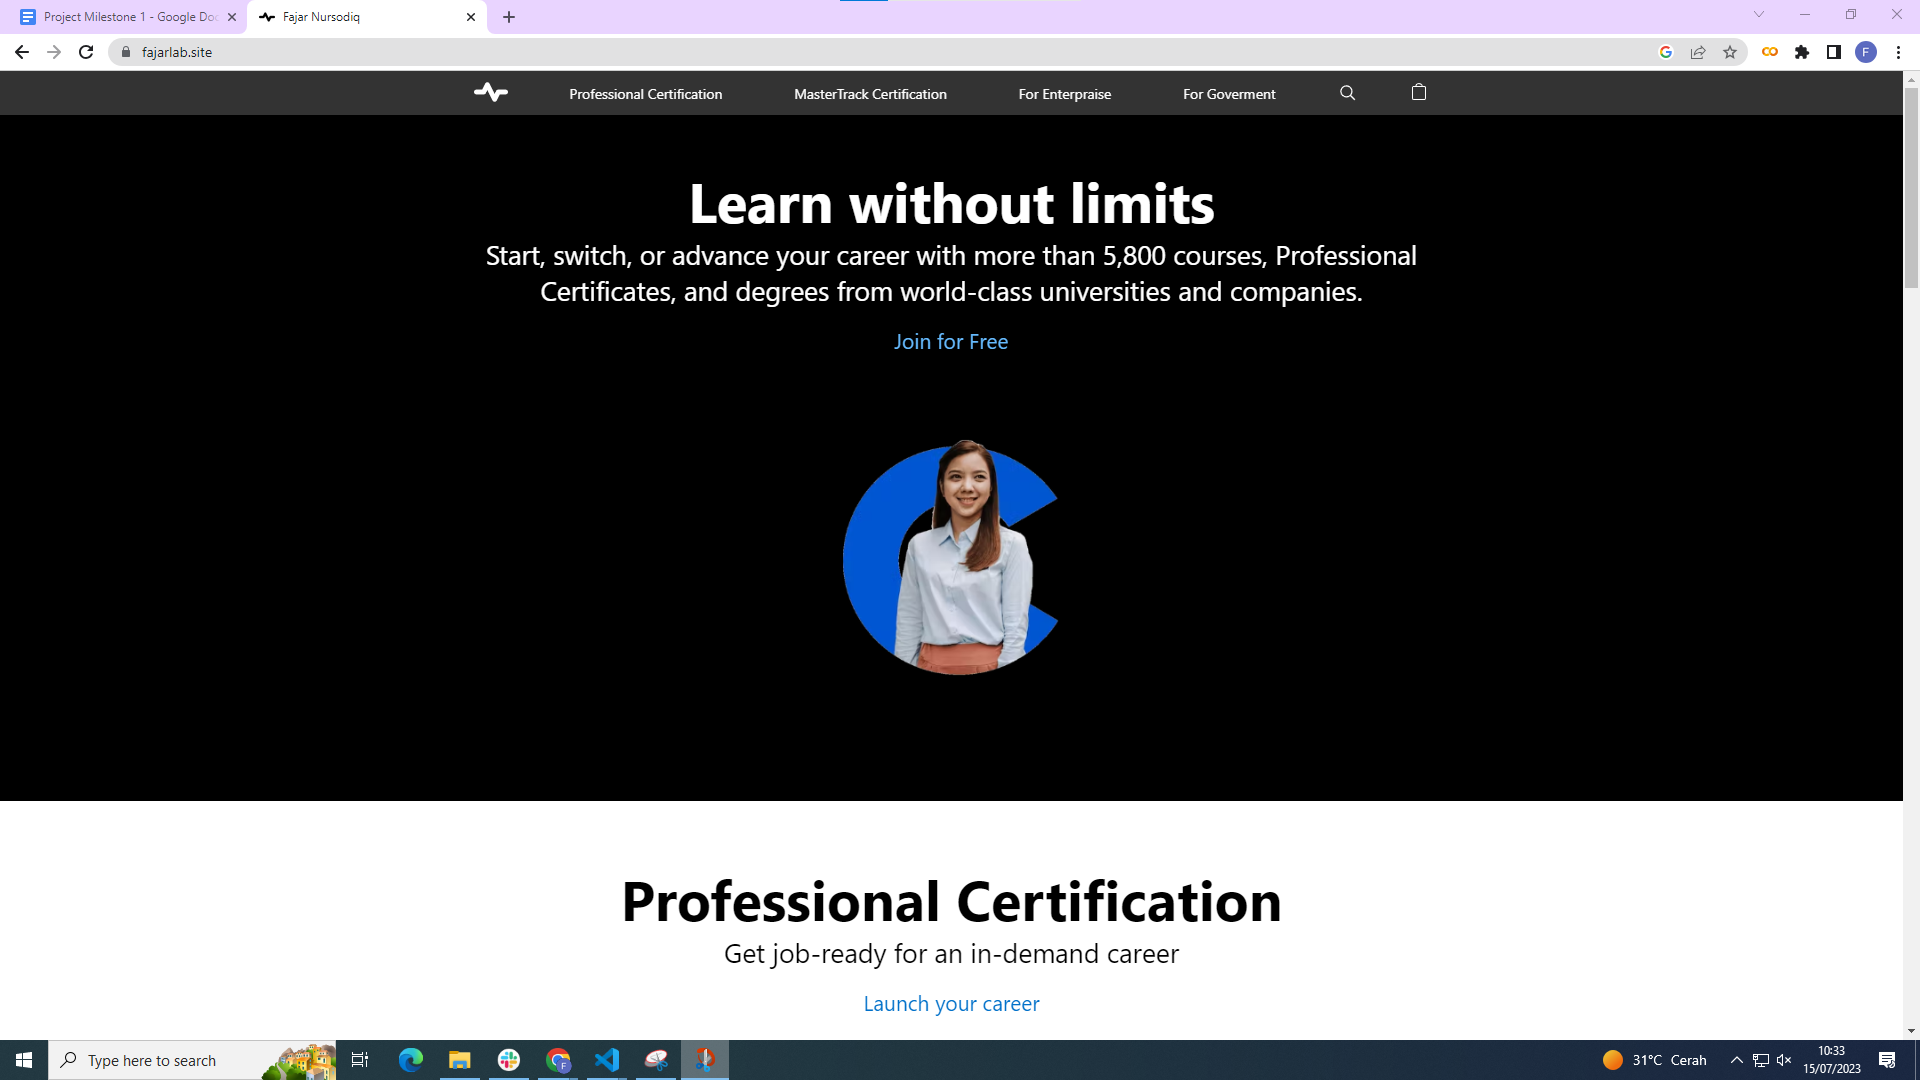 Project Milestone 1 - Google Doc
Fajar Nursodiq
fajarlab.site
F
Professional Certification
MasterTrack Certification
For Enterpraise
For Goverment
Learn without limits
Start, switch, or advance your career with more than 5,800 courses, Professional
Certificates, and degrees from world-class universities and companies.
Join for Free
Professional Certification
Get job-ready for an in-demand career
Launch your career
Type here to search
F
31°C Cerah
10:33
15/07/2023